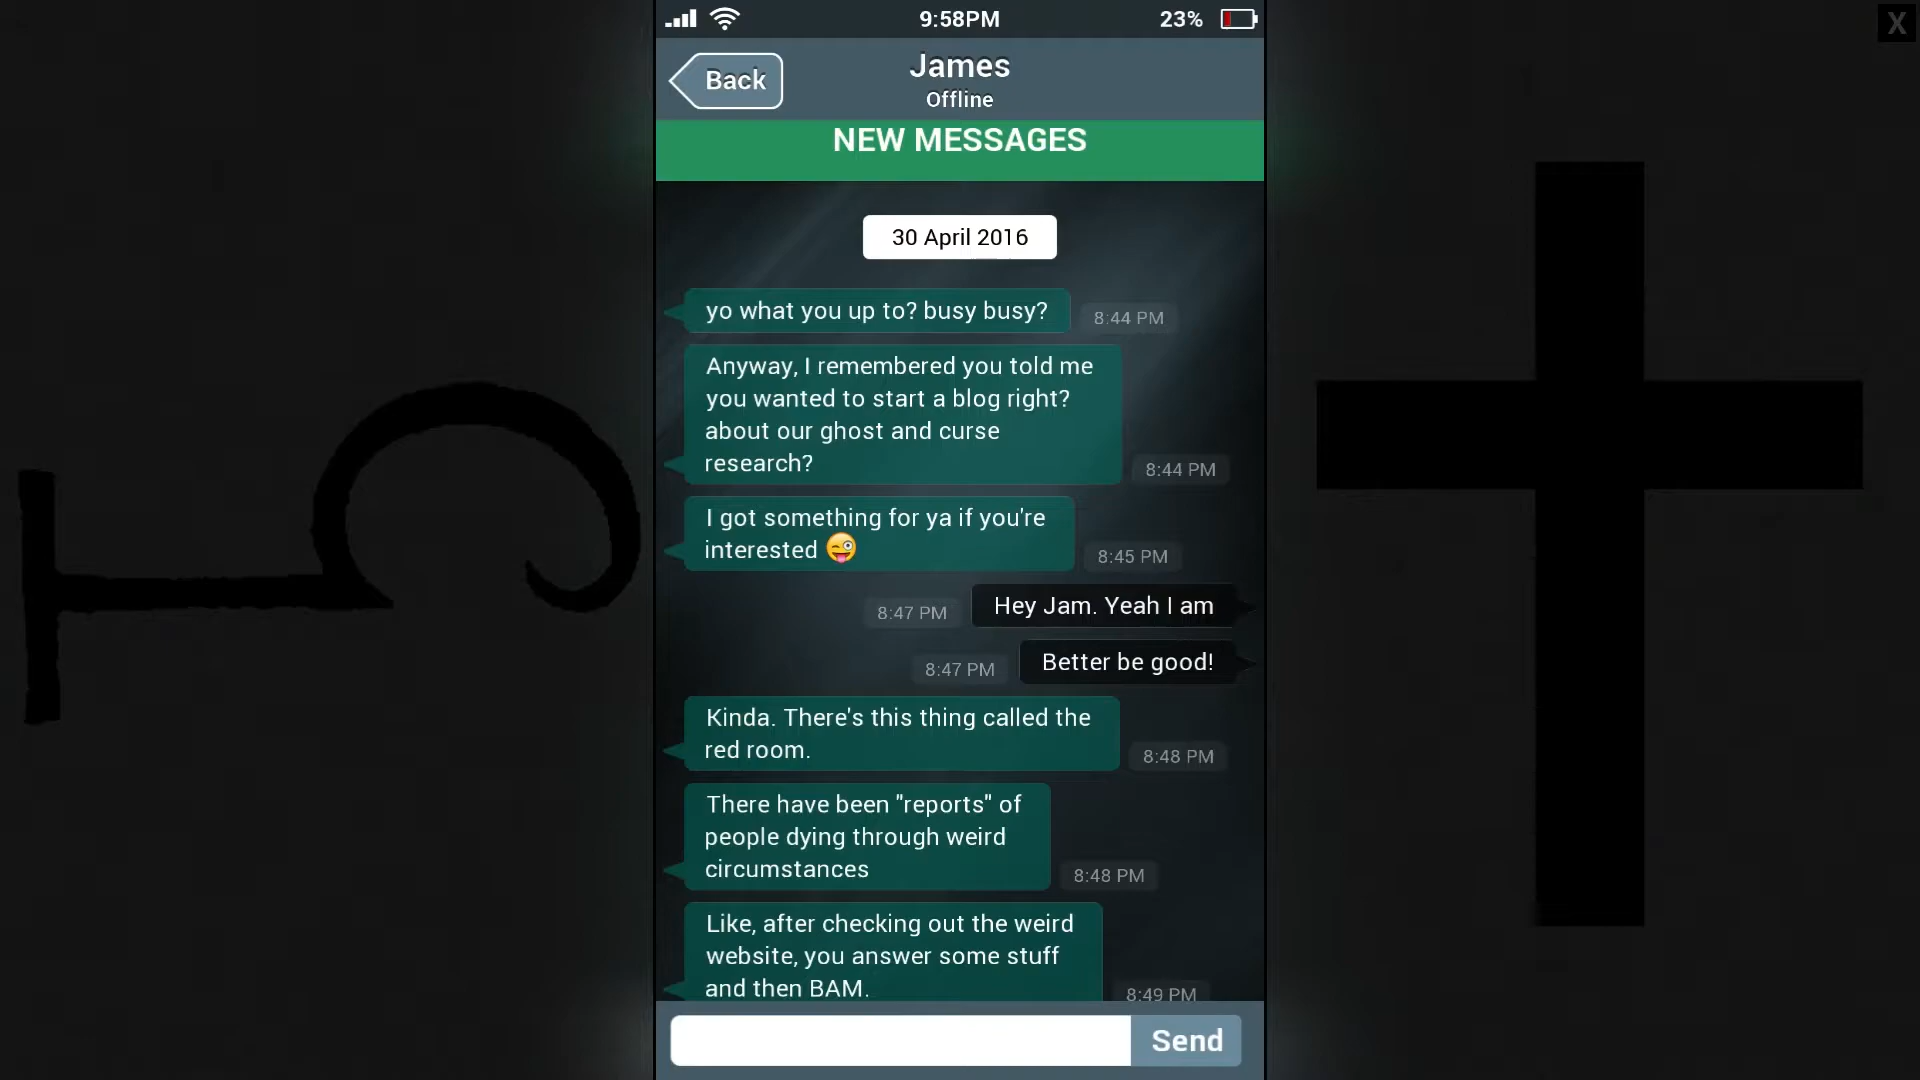 9:58PM
23%
X
Back
James
Offline
NEW MESSAGES
30 April 2016
yo what you up to? busy busy?
8:44 PM
Anyway, I remembered you told me
you wanted to start a blog right?
about our ghost and curse
research?
8:44 PM
I got something for ya if you're
interested 😜
8:45 PM
8:47 PM
Hey Jam. Yeah I am
8:47 PM
Better be good!
Kinda. There's this thing called the
red room.
8:48 PM
There have been "reports" of
people dying through weird
circumstances
8:48 PM
Like, after checking out the weird
website, you answer some stuff
and then BAM.
8:49 PM
Send